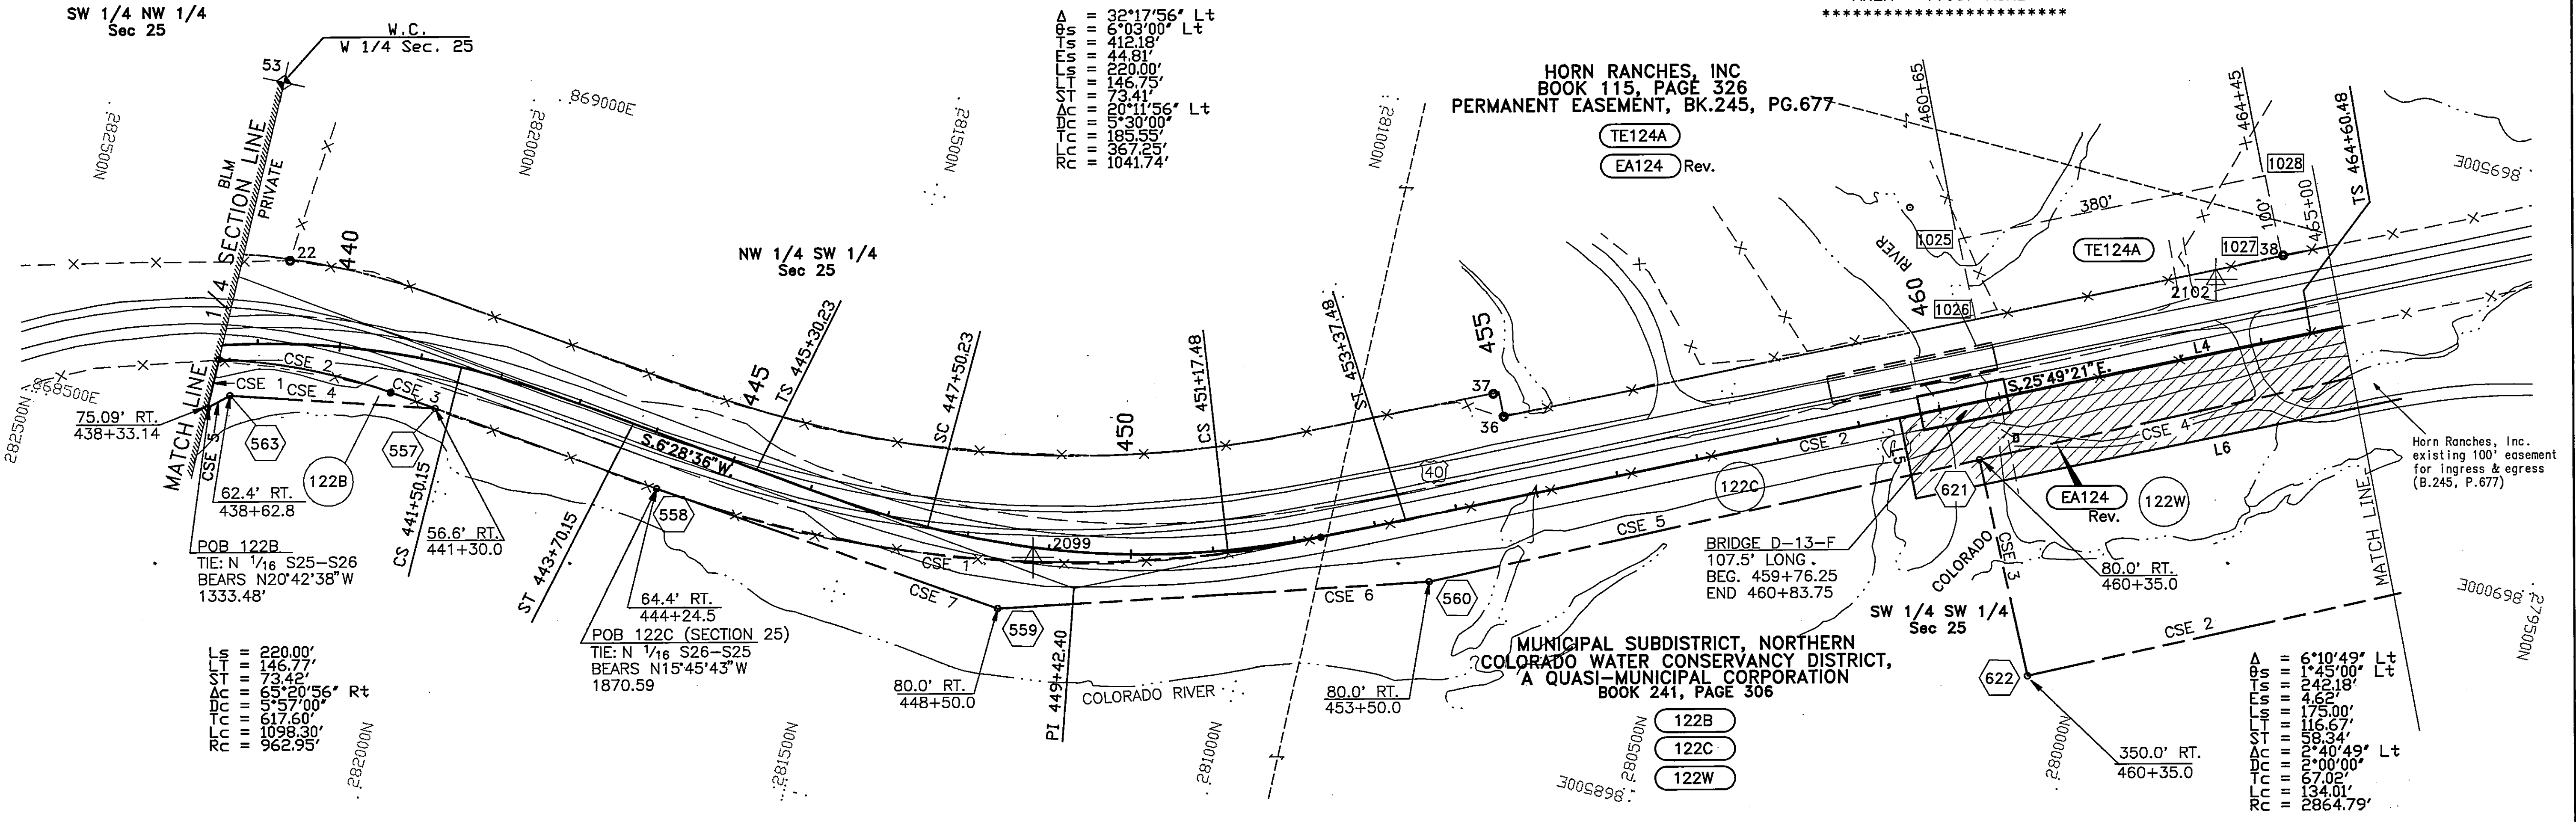 SW 1/4 NW 1/4
Sec 25
W.C.
W 1/4 Sec. 25
53
Δ = 32°17'56" Lt
θs = 6°03'00" Lt
Ts = 412.18'
Es = 44.81'
Ls = 220.00'
LT = 146.75'
ST = 73.41'
Δc = 20°11'56" Lt
Dc = 5°30'00"
Tc = 185.55'
Lc = 367.25'
Rc = 1041.74'
************************
HORN RANCHES, INC
BOOK 115, PAGE 326
PERMANENT EASEMENT, BK.245, PG.677
TE124A
EA124 Rev.
282500N
869000E
282000N
281500N
281000N
460+65
464+45
TS 464+60.48
869500E
1028
380'
100'
465+00
1025
RIVER
TE124A
1027
38
2102
460
1026
BLM
PRIVATE
1/4 SECTION LINE
22
440
NW 1/4 SW 1/4
Sec 25
445
TS 445+30.23
SC 447+50.23
450
CS 451+17.48
ST 453+37.48
455
37
36
868500E
282500N
MATCH LINE
CSE 2
CSE 1
CSE 4
CSE 3
CSE 5
75.09' RT.
438+33.14
563
557
122B
62.4' RT.
438+62.8
CS 441+50.15
56.6' RT.
441+30.0
POB 122B
TIE: N 1/16 S25-S26
BEARS N20°42'38"W
1333.48'
S.6°28'36"W.
ST 443+70.15
558
64.4' RT.
444+24.5
POB 122C (SECTION 25)
TIE: N 1/16 S26-S25
BEARS N15°45'43"W
1870.59
2099
CSE 1
CSE 7
559
80.0' RT.
448+50.0
PI 449+42.40
COLORADO RIVER
CSE 6
560
80.0' RT.
453+50.0
40
CSE 2
122C
CSE 5
L5
S.25°49'21"E.
L4
CSE 4
L6
621
EA124
Rev.
122W
Horn Ranches, Inc.
existing 100' easement
for ingress & egress
(B.245, P.677)
MATCH LINE
BRIDGE D-13-F
107.5' LONG.
BEG. 459+76.25
END 460+83.75
COLORADO
CSE 3
80.0' RT.
460+35.0
SW 1/4 SW 1/4
Sec 25
CSE 2
869000E
279500N
MUNICIPAL SUBDISTRICT, NORTHERN
COLORADO WATER CONSERVANCY DISTRICT,
A QUASI-MUNICIPAL CORPORATION
BOOK 241, PAGE 306
122B
122C
122W
622
350.0' RT.
460+35.0
Ls = 220.00'
LT = 146.77'
ST = 73.42'
Δc = 65°20'56" Rt
Dc = 5°57'00"
Tc = 617.60'
Lc = 1098.30'
Rc = 962.95'
282000N
281500N
281000N
868500E
280500N
280000N
Δ = 6°10'49" Lt
θs = 1°45'00" Lt
Ts = 242.18'
Es = 4.62'
Ls = 175.00'
LT = 116.67'
ST = 58.34'
Δc = 2°40'49" Lt
Dc = 2°00'00"
Tc = 67.02'
Lc = 134.01'
Rc = 2864.79'